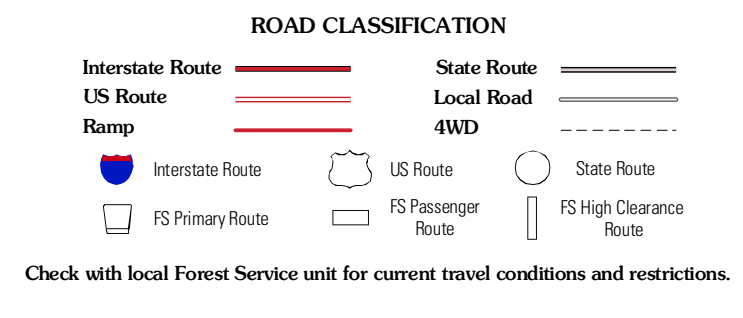 ROAD CLASSIFICATION
Interstate Route
State Route
US Route
Local Road
Ramp
4WD
Interstate Route
US Route
State Route
FS Primary Route
FS Passenger
Route
FS High Clearance
Route
Check with local Forest Service unit for current travel conditions and restrictions.